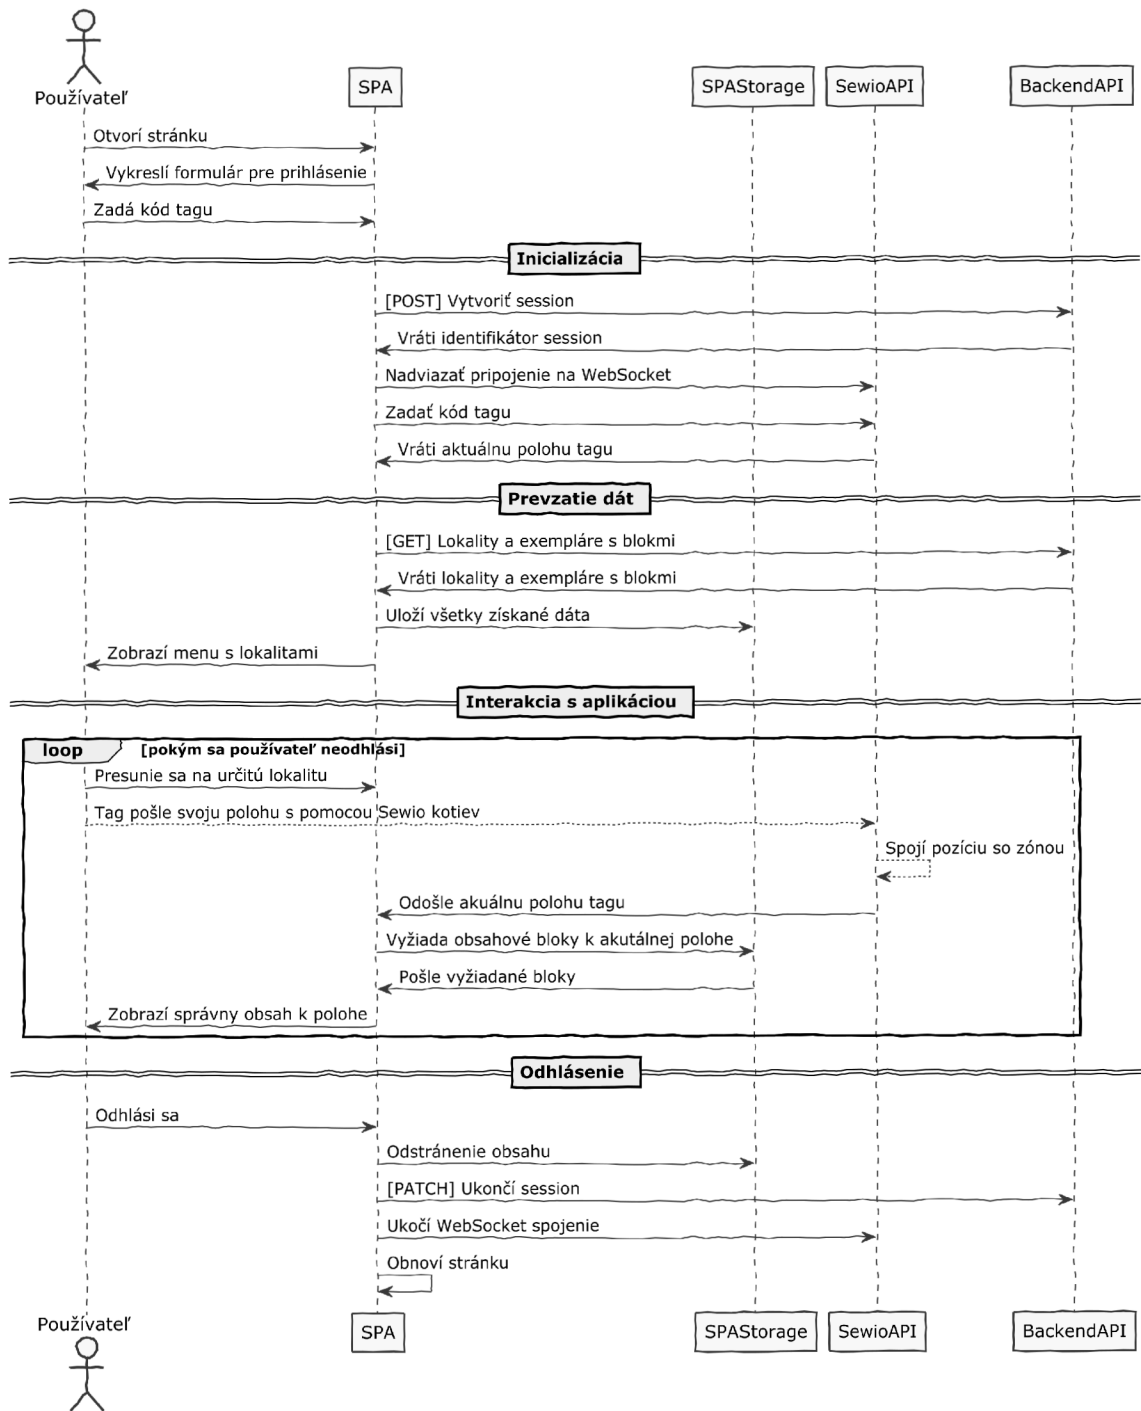 Používateľ
SPA
SPAStorage
SewioAPI
BackendAPI
Otvorí stránku
Vykreslí formulár pre prihlásenie
Zadá kód tagu
Inicializácia
[POST] Vytvoriť session
Vráti identifikátor session
Nadviazať pripojenie na WebSocket
Zadať kód tagu
Vráti aktuálnu polohu tagu
Prevzatie dát
[GET] Lokality a exempláre s blokmi
Vráti lokality a exempláre s blokmi
Uloží všetky získané dáta
Zobrazí menu s lokalitami
Interakcia s aplikáciou
loop [pokým sa používateľ neodhlási]
Presunie sa na určitú lokalitu
Tag pošle svoju polohu s pomocou Sewio kotiev
Spojí pozíciu so zónou
Odošle akuálnu polohu tagu
Vyžiada obsahové bloky k akutálnej polohe
Pošle vyžiadané bloky
Zobrazí správny obsah k polohe
Odhlásenie
Odhlási sa
Odstránenie obsahu
[PATCH] Ukončí session
Ukočí WebSocket spojenie
Obnoví stránku
Používateľ
SPA
SPAStorage
SewioAPI
BackendAPI